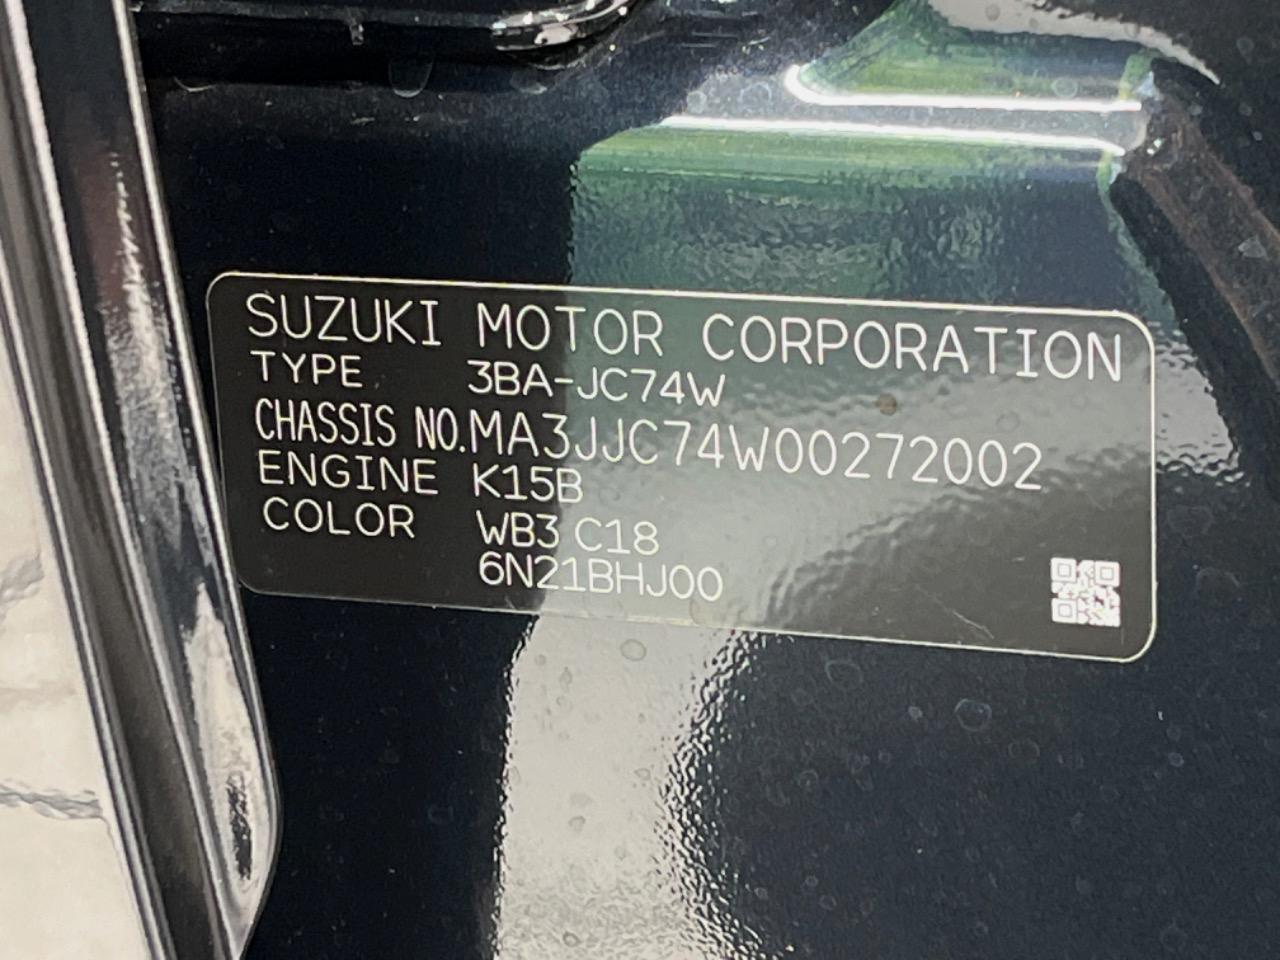 SUZUKI MOTOR CORPORATION
TYPE 3BA-JC74W
CHASSIS NO. MA3JJC74W00272002
ENGINE K15B
COLOR WB3 C18
6N21BHJ00